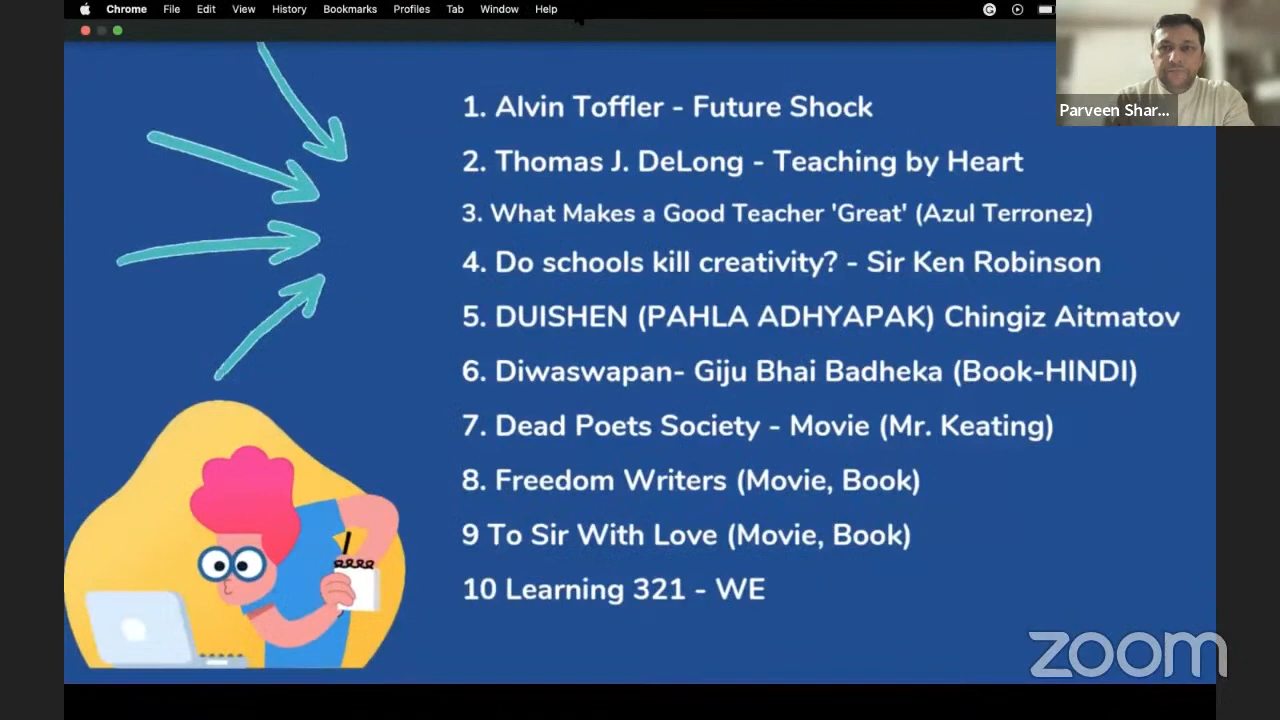 Chrome File Edit View History Bookmarks Profiles Tab Window Help
Parveen Shar...
1. Alvin Toffler - Future Shock
2. Thomas J. DeLong - Teaching by Heart
3. What Makes a Good Teacher 'Great' (Azul Terronez)
4. Do schools kill creativity? - Sir Ken Robinson
5. DUISHEN (PAHLA ADHYAPAK) Chingiz Aitmatov
6. Diwaswapan- Giju Bhai Badheka (Book-HINDI)
7. Dead Poets Society - Movie (Mr. Keating)
8. Freedom Writers (Movie, Book)
9 To Sir With Love (Movie, Book)
10 Learning 321 - WE
zoom